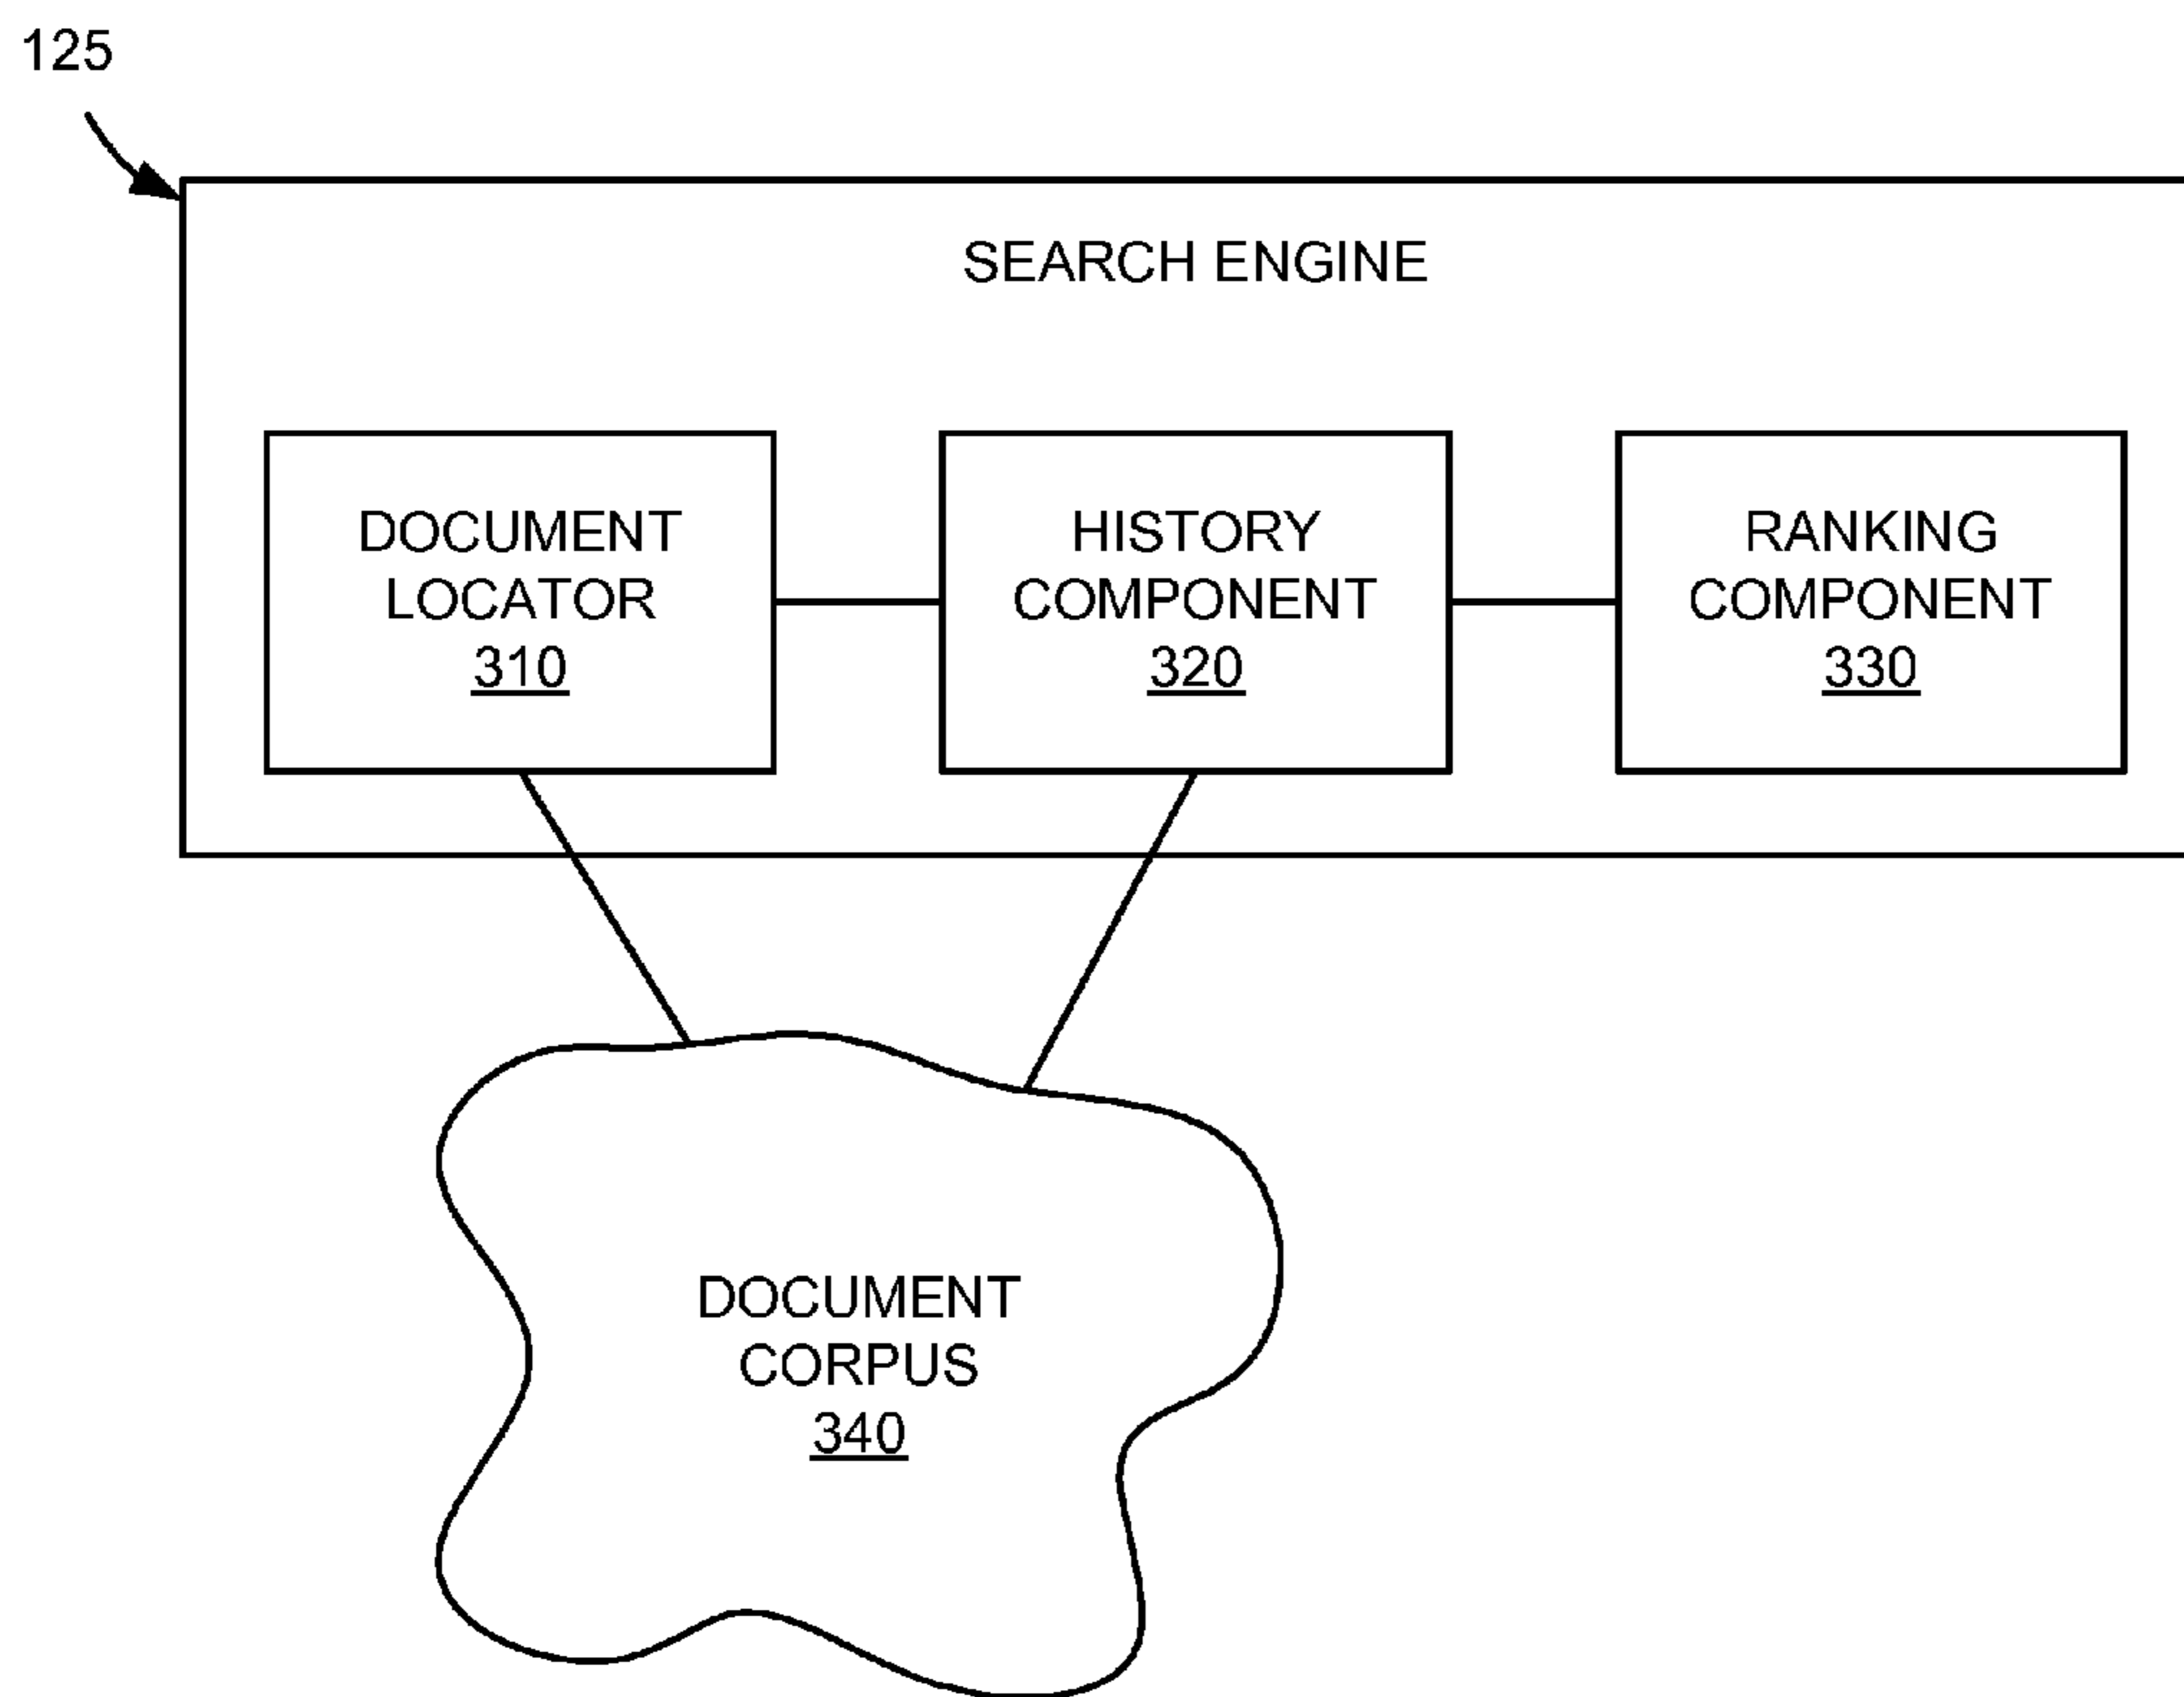 125
SEARCH ENGINE
DOCUMENT
LOCATOR
310
HISTORY
COMPONENT
320
RANKING
COMPONENT
330
DOCUMENT
CORPUS
340